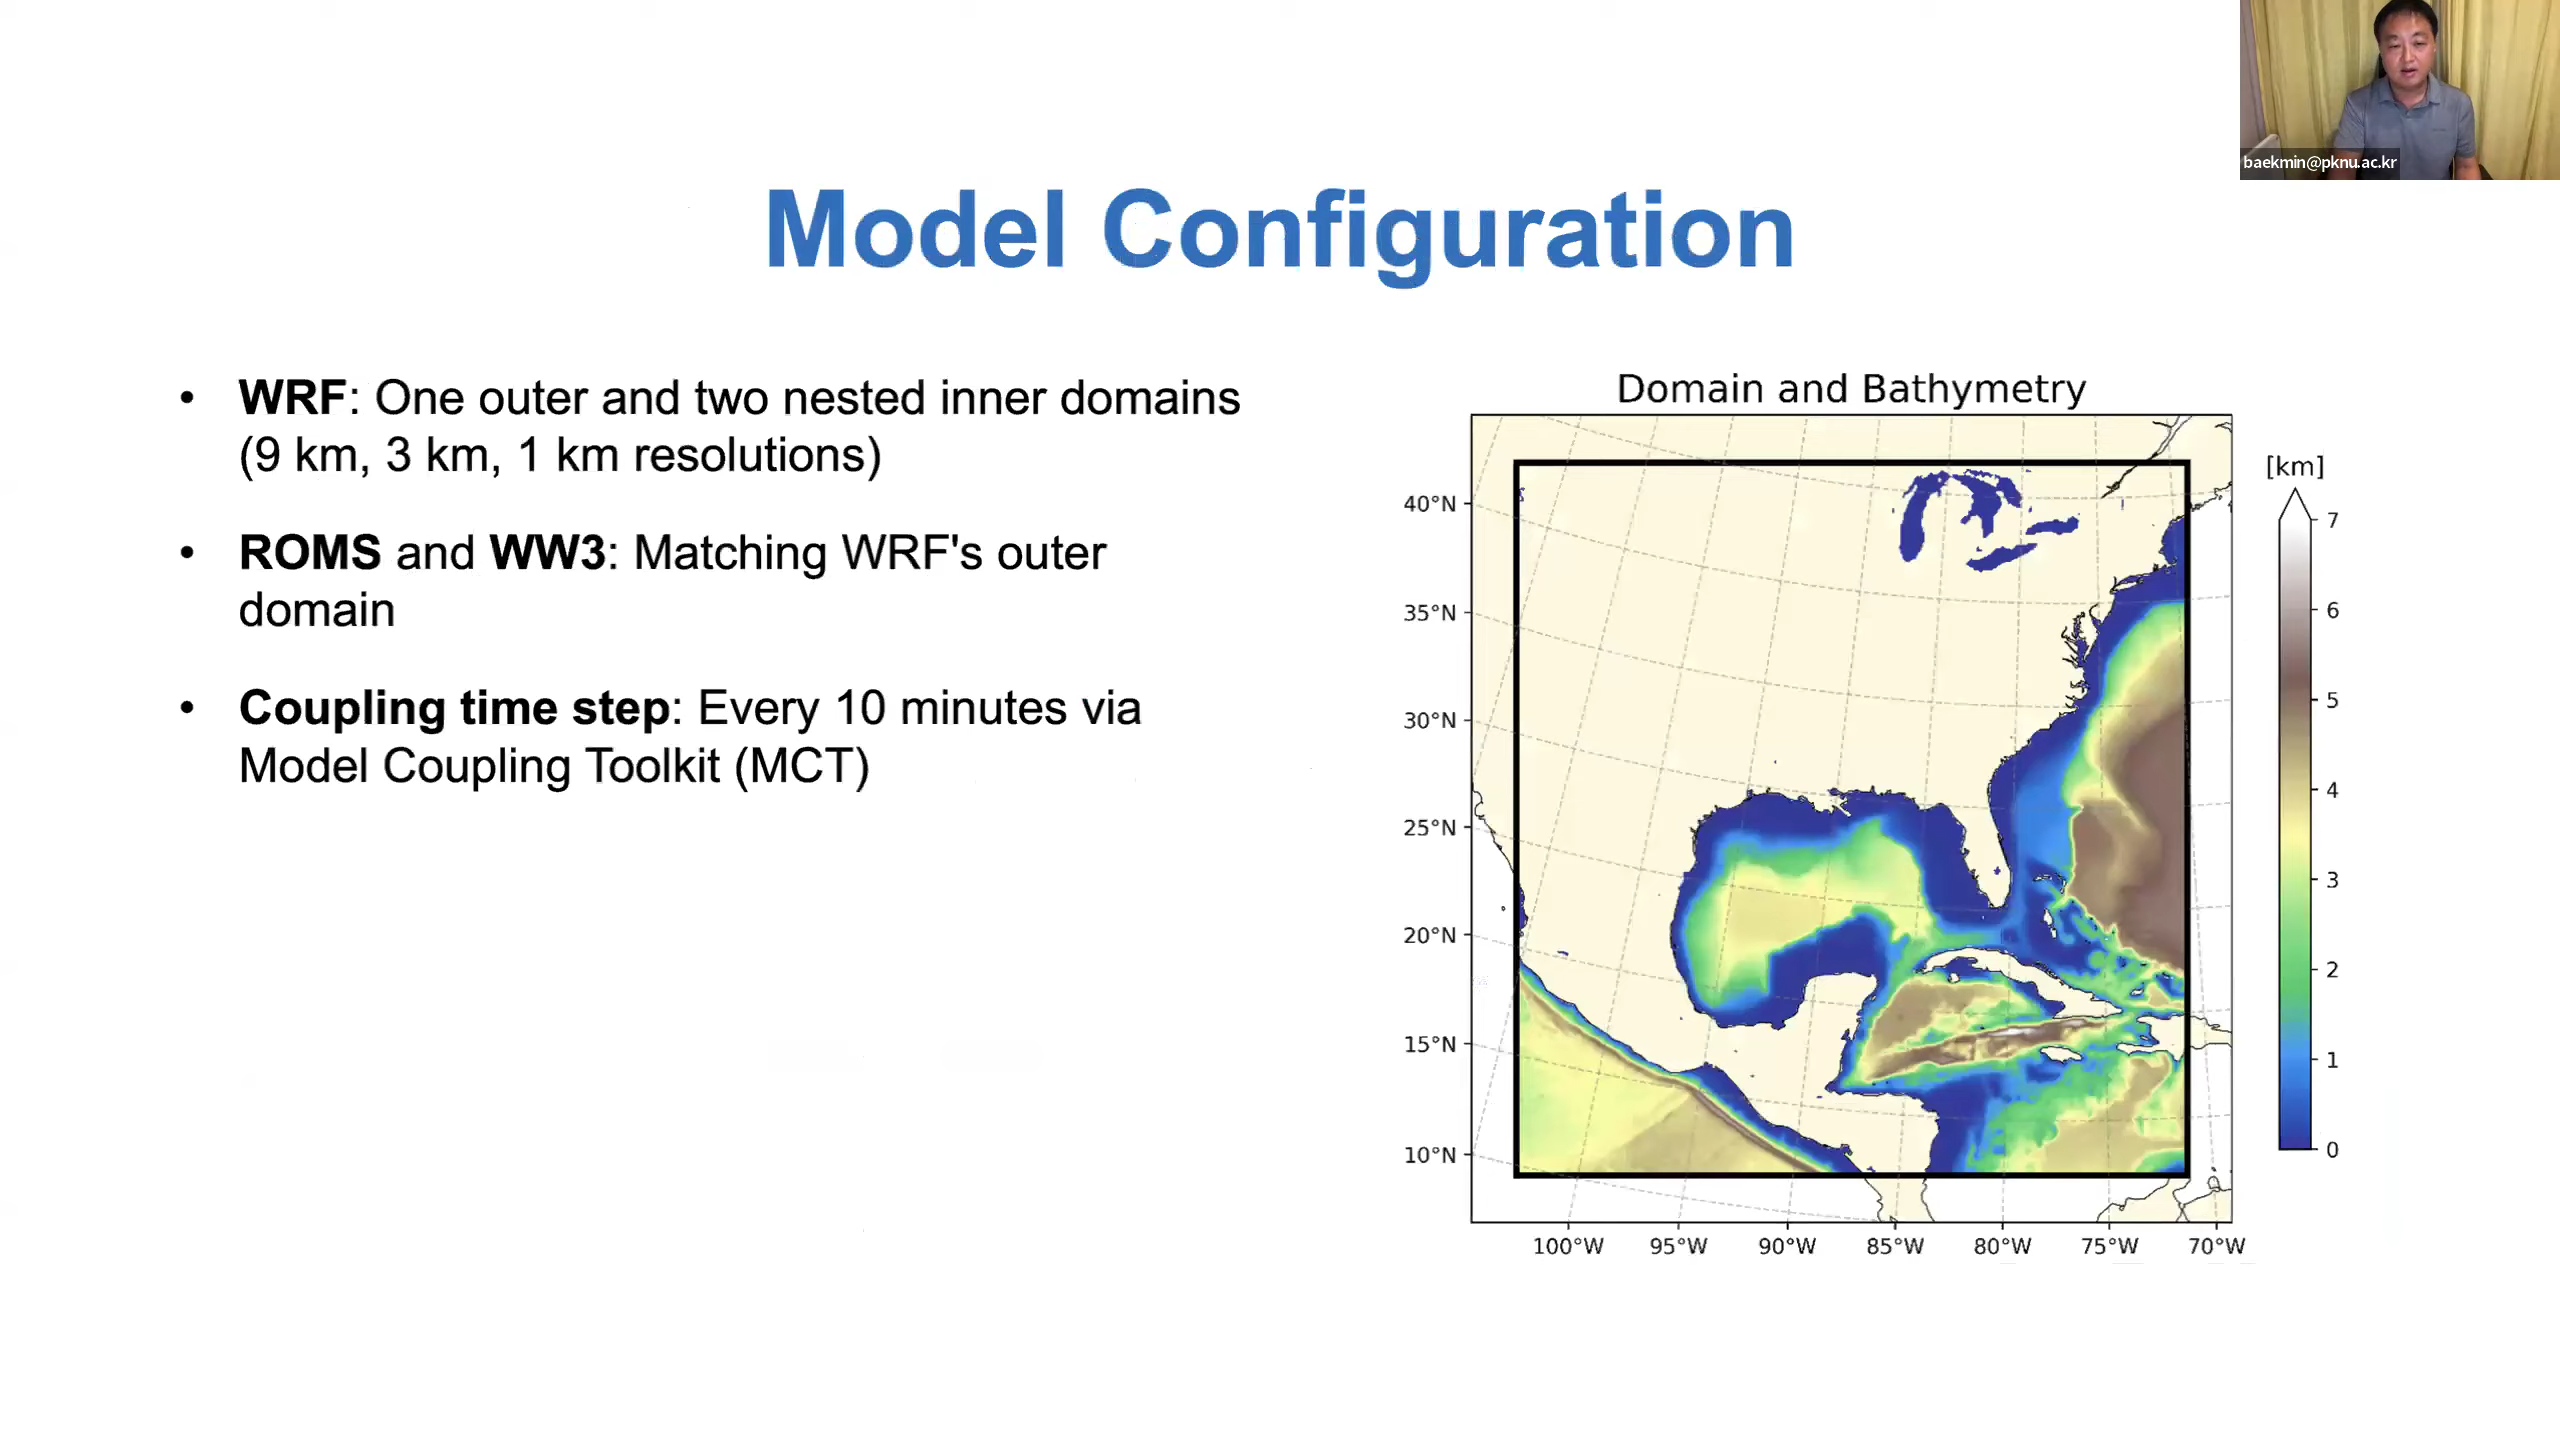 baekmin@pknu.ac.kr
Model Configuration
• WRF: One outer and two nested inner domains
(9 km, 3 km, 1 km resolutions)
• ROMS and WW3: Matching WRF's outer
domain
• Coupling time step: Every 10 minutes via
Model Coupling Toolkit (MCT)
Domain and Bathymetry
[km]
40°N
35°N
30°N
25°N
20°N
15°N
10°N
100°W 95°W 90°W 85°W 80°W 75°W 70°W
7
6
5
4
3
2
1
0